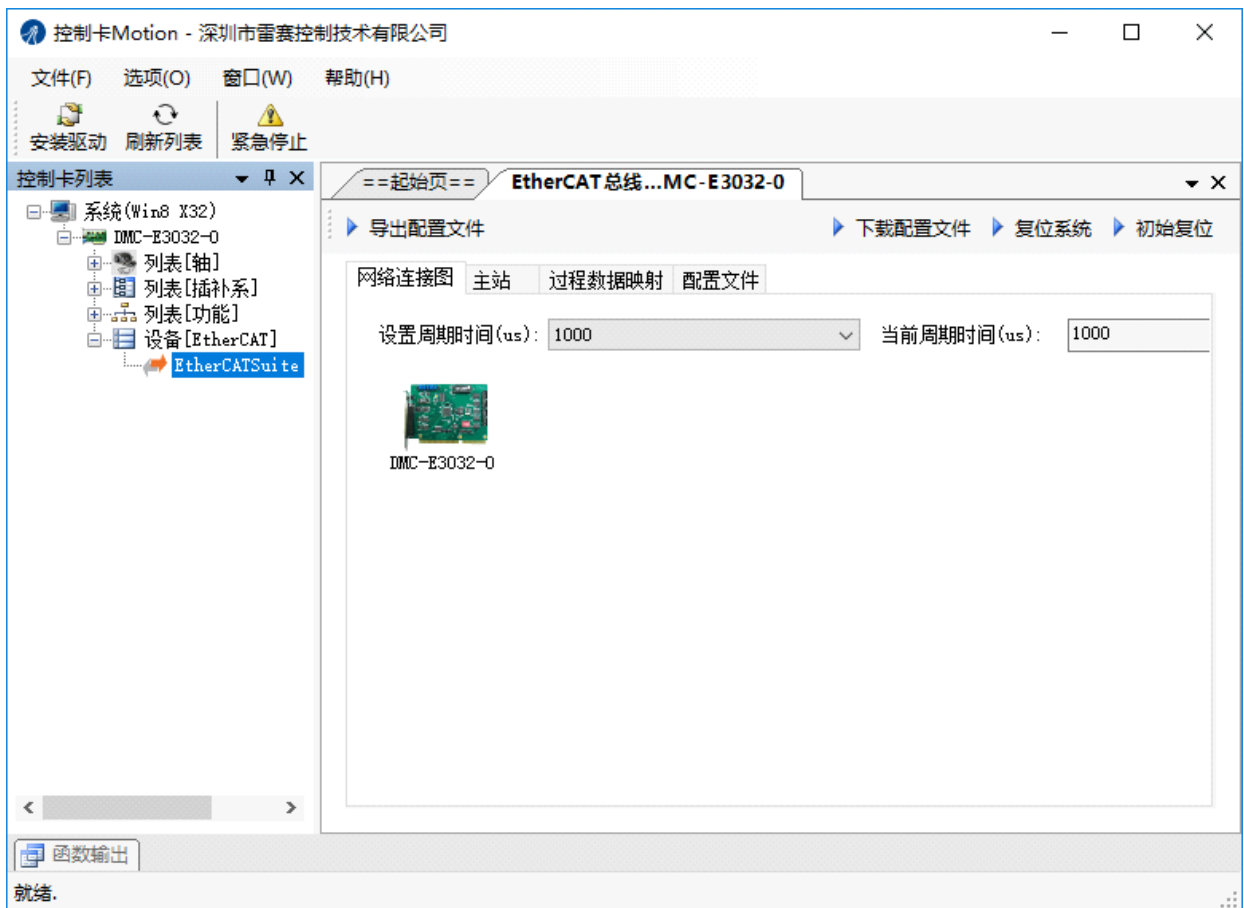 控制卡Motion - 深圳市雷赛控制技术有限公司
文件(F) 选项(O) 窗口(W) 帮助(H)
安装驱动 刷新列表 紧急停止
控制卡列表
系统(Win8 X32)
DMC-E3032-0
列表[轴]
列表[插补系]
列表[功能]
设备[EtherCAT]
EtherCATSuite
==起始页== EtherCAT总线...MC-E3032-0
导出配置文件 下载配置文件 复位系统 初始复位
网络连接图 主站 过程数据映射 配置文件
设置周期时间(us): 1000 当前周期时间(us): 1000
DMC-E3032-0
函数输出
就绪.